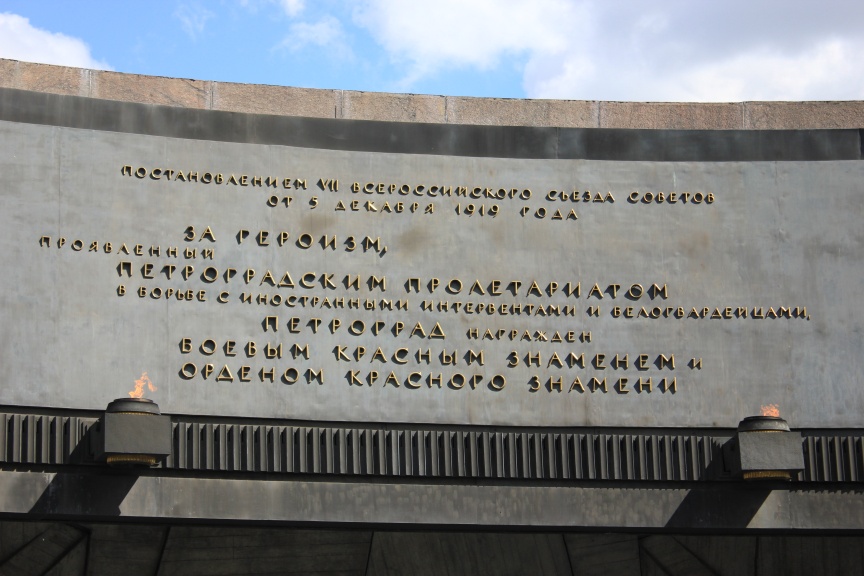 ПОСТАНОВЛЕНИЕМ VII ВСЕРОССИЙСКОГО СЪЕЗДА СОВЕТОВ
ОТ 5 ДЕКАБРЯ 1919 ГОДА
ЗА ГЕРОИЗМ,
ПРОЯВЛЕННЫЙ
ПЕТРОГРАДСКИМ ПРОЛЕТАРИАТОМ
В БОРЬБЕ С ИНОСТРАННЫМИ ИНТЕРВЕНТАМИ И БЕЛОГВАРДЕЙЦАМИ,
ПЕТРОГРАД НАГРАЖДЕН
БОЕВЫМ КРАСНЫМ ЗНАМЕНЕМ И
ОРДЕНОМ КРАСНОГО ЗНАМЕНИ